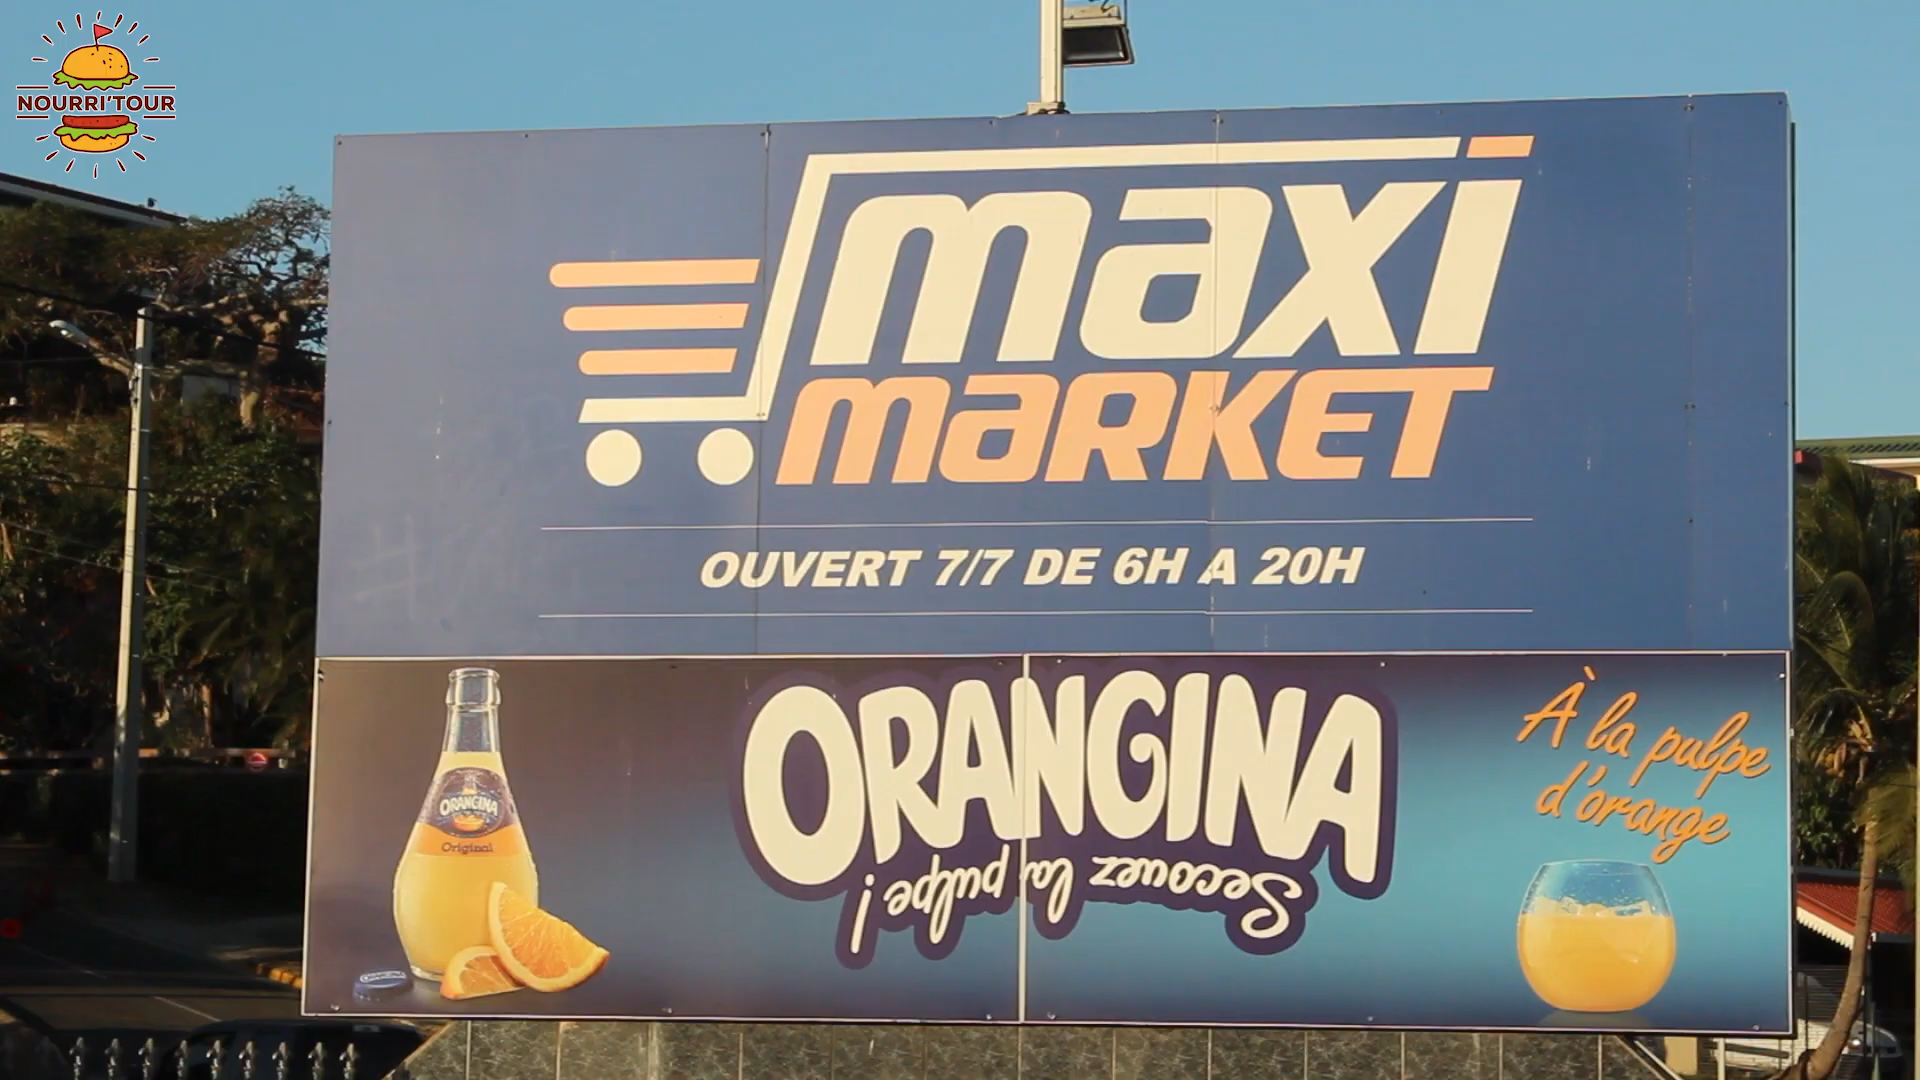 NOURRI'TOUR
maxi
MARKET
OUVERT 7/7 DE 6H A 20H
ORANGINA
Secouez la pulpe !
À la pulpe
d'orange
ORANGINA
Original
ORANGINA